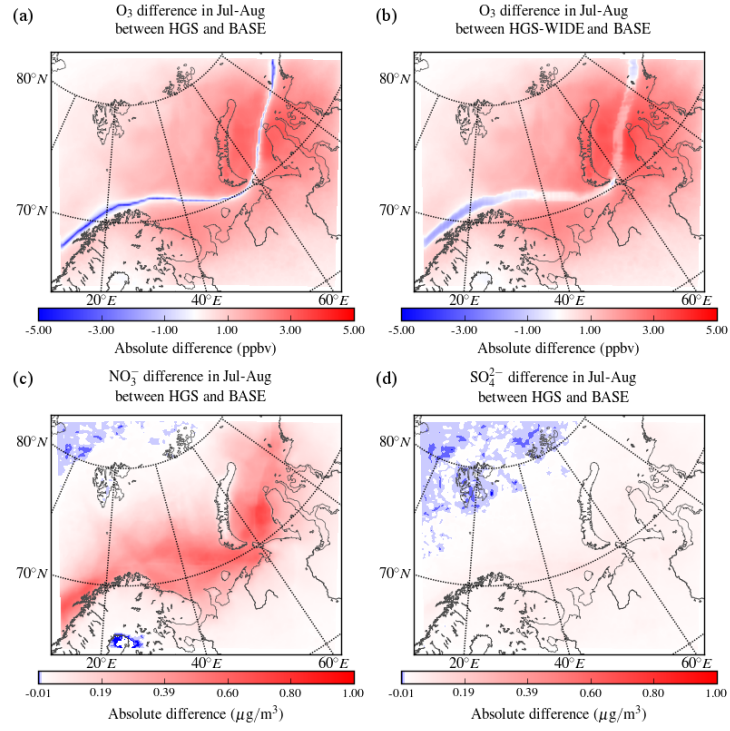 (a)
O₃ difference in Jul-Aug
between HGS and BASE
80°N
70°N
20°E 40°E 60°E
-5.00 -3.00 -1.00 1.00 3.00 5.00
Absolute difference (ppbv)
(b)
O₃ difference in Jul-Aug
between HGS-WIDE and BASE
80°N
70°N
20°E 40°E 60°E
-5.00 -3.00 -1.00 1.00 3.00 5.00
Absolute difference (ppbv)
(c)
NO₃⁻ difference in Jul-Aug
between HGS and BASE
80°N
70°N
20°E 40°E 60°E
-0.01 0.19 0.39 0.60 0.80 1.00
Absolute difference (μg/m³)
(d)
SO₄²⁻ difference in Jul-Aug
between HGS and BASE
80°N
70°N
20°E 40°E 60°E
-0.01 0.19 0.39 0.60 0.80 1.00
Absolute difference (μg/m³)